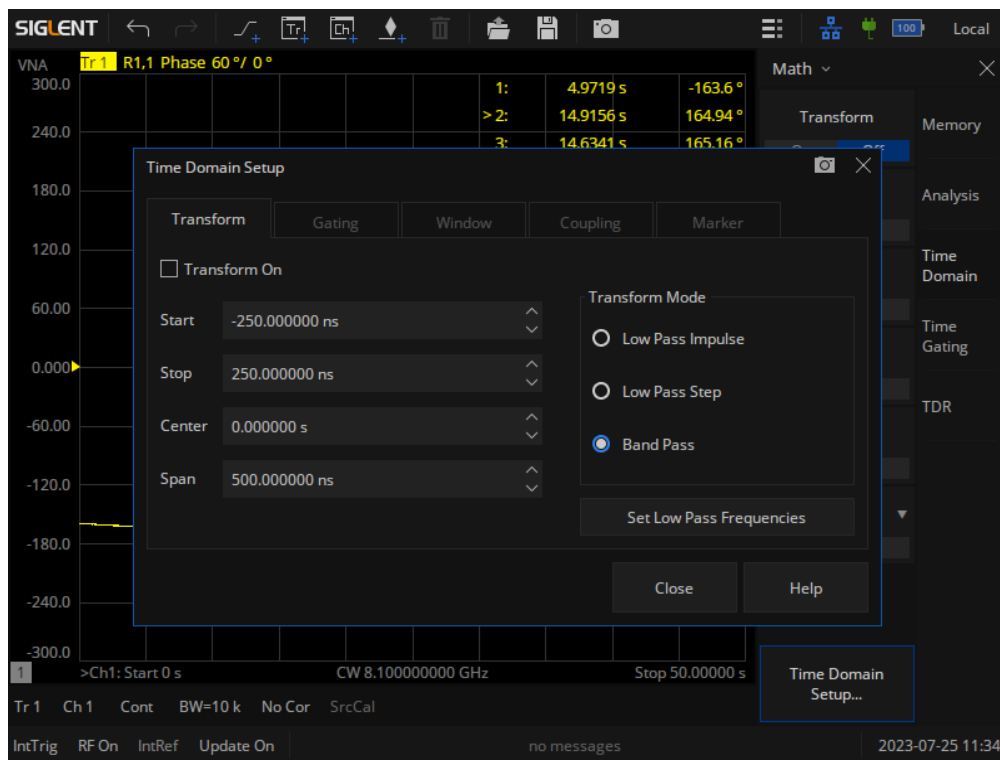 SIGLENT Tr Ch 100 Local
VNA Tr 1 R1,1 Phase 60 °/ 0 ° Math
300.0 1: 4.9719 s -163.6 °
> 2: 14.9156 s 164.94 ° Transform
240.0 3: 14.6341 s 165.16 ° Off Memory
Time Domain Setup
180.0 Analysis
Transform Gating Window Coupling Marker
120.0 Time
Domain
Transform On
Transform Mode
60.00 Start -250.000000 ns Time
Gating
Low Pass Impulse
0.000 Stop 250.000000 ns
Low Pass Step TDR
-60.00 Center 0.000000 s
Band Pass
-120.0 Span 500.000000 ns
Set Low Pass Frequencies
-180.0
Close Help
-240.0
-300.0
1 >Ch1: Start 0 s CW 8.100000000 GHz Stop 50.00000 s Time Domain
Setup...
Tr 1 Ch 1 Cont BW=10 k No Cor SrcCal
IntTrig RF On IntRef Update On no messages 2023-07-25 11:34